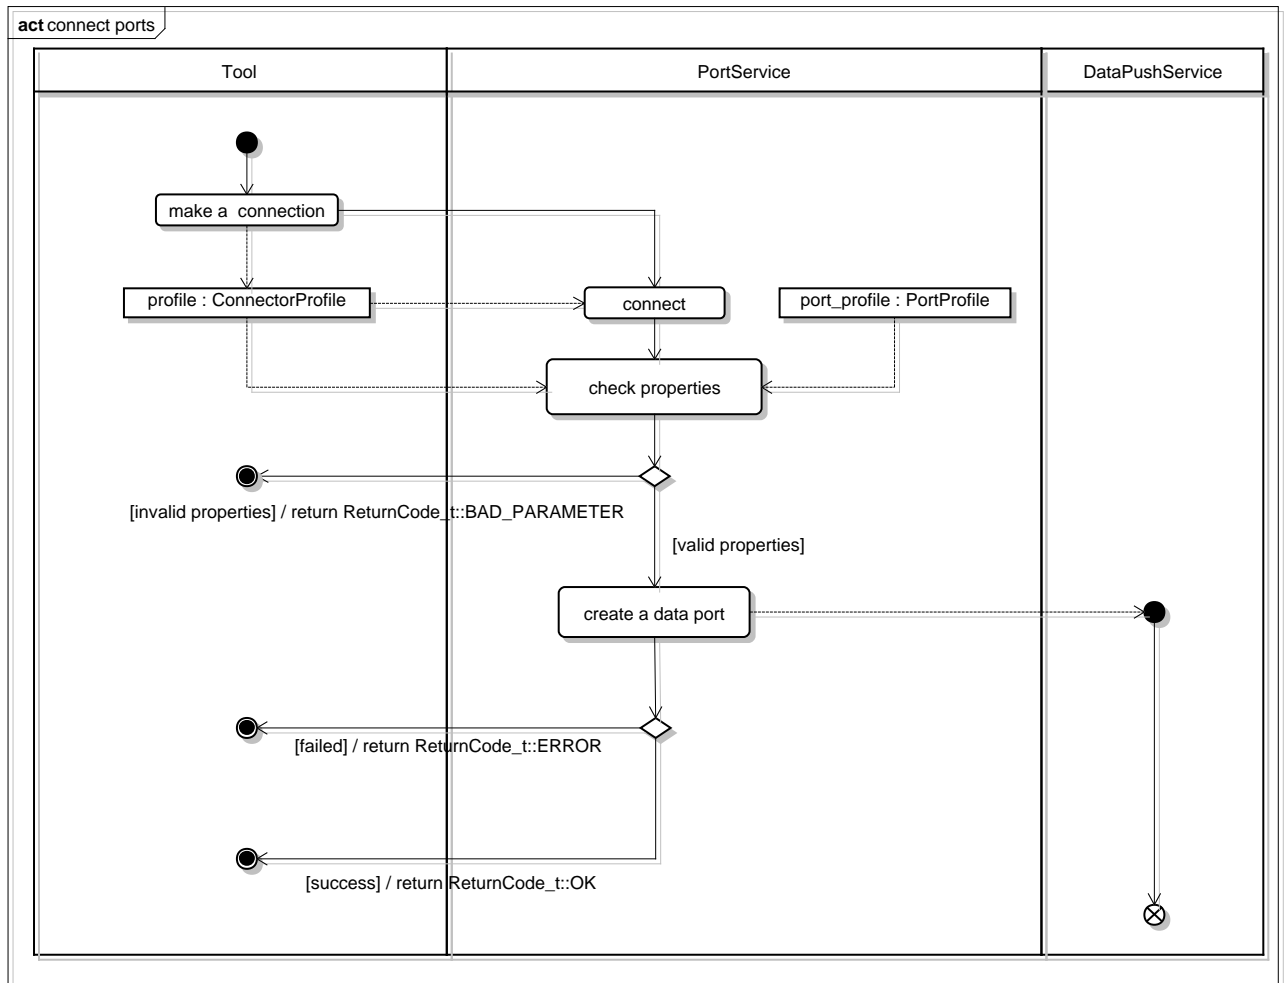 act connect ports
Tool
PortService
DataPushService
make a  connection
profile : ConnectorProfile
connect
port_profile : PortProfile
check properties
[invalid properties] / return ReturnCode_t::BAD_PARAMETER
[valid properties]
create a data port
[failed] / return ReturnCode_t::ERROR
[success] / return ReturnCode_t::OK